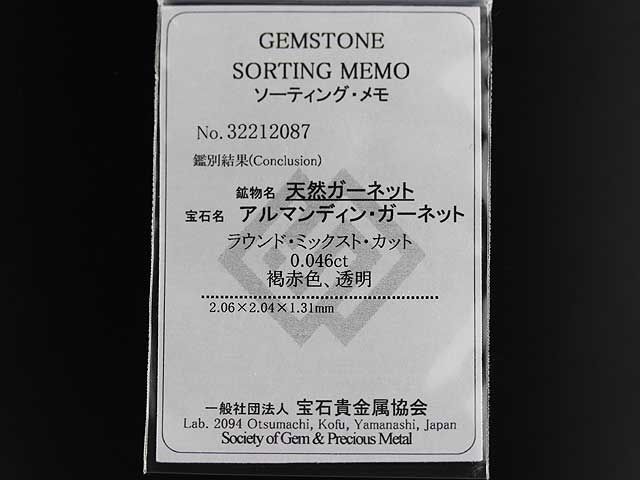 GEMSTONE
SORTING MEMO
ソーティング・メモ
No. 32212087
鑑別結果(Conclusion)
鉱物名 天然ガーネット
宝石名 アルマンディン・ガーネット
ラウンド・ミックスト・カット
0.046ct
褐赤色、透明
2.06×2.04×1.31mm
一般社団法人 宝石貴金属協会
Lab. 2094 Otsumachi, Kofu, Yamanashi, Japan
Society of Gem & Precious Metal